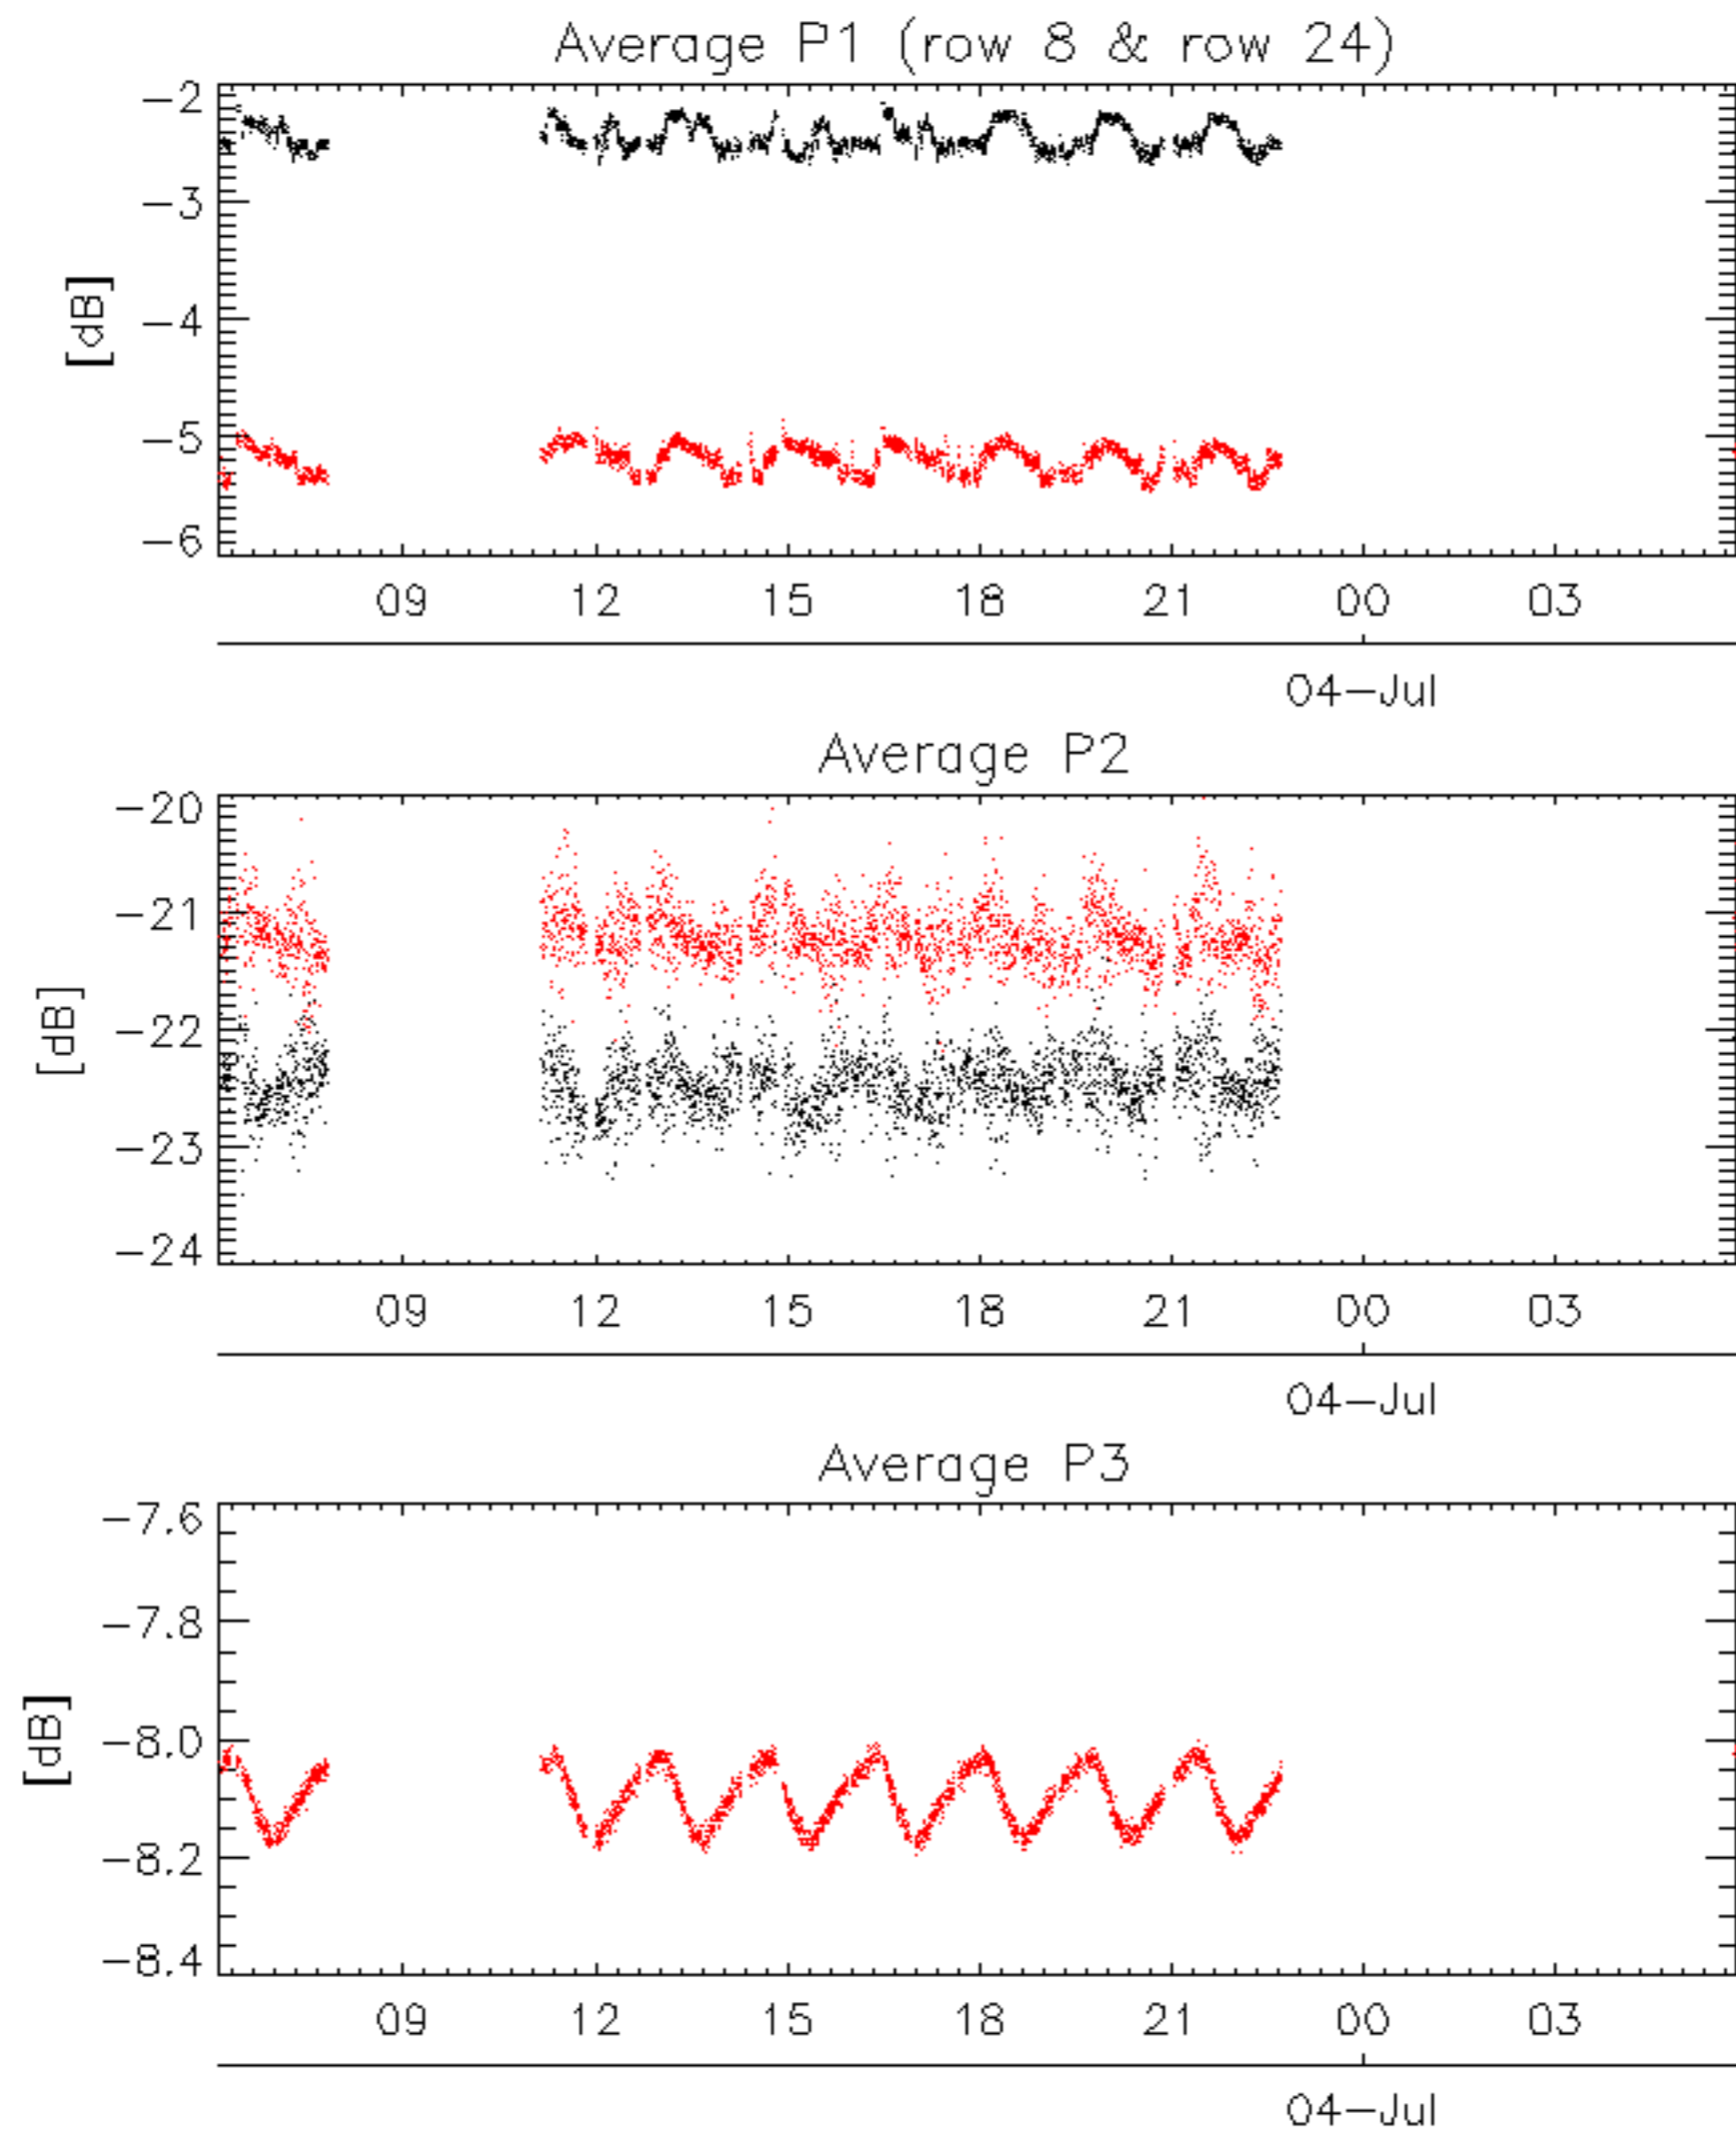 Average P1 (row 8 & row 24)
−2
−3
−4
−5
−6
[dB]
09 12 15 18 21 00 03
04−Jul
Average P2
−20
−21
−22
−23
−24
[dB]
09 12 15 18 21 00 03
04−Jul
Average P3
−7.6
−7.8
−8.0
−8.2
−8.4
[dB]
09 12 15 18 21 00 03
04−Jul